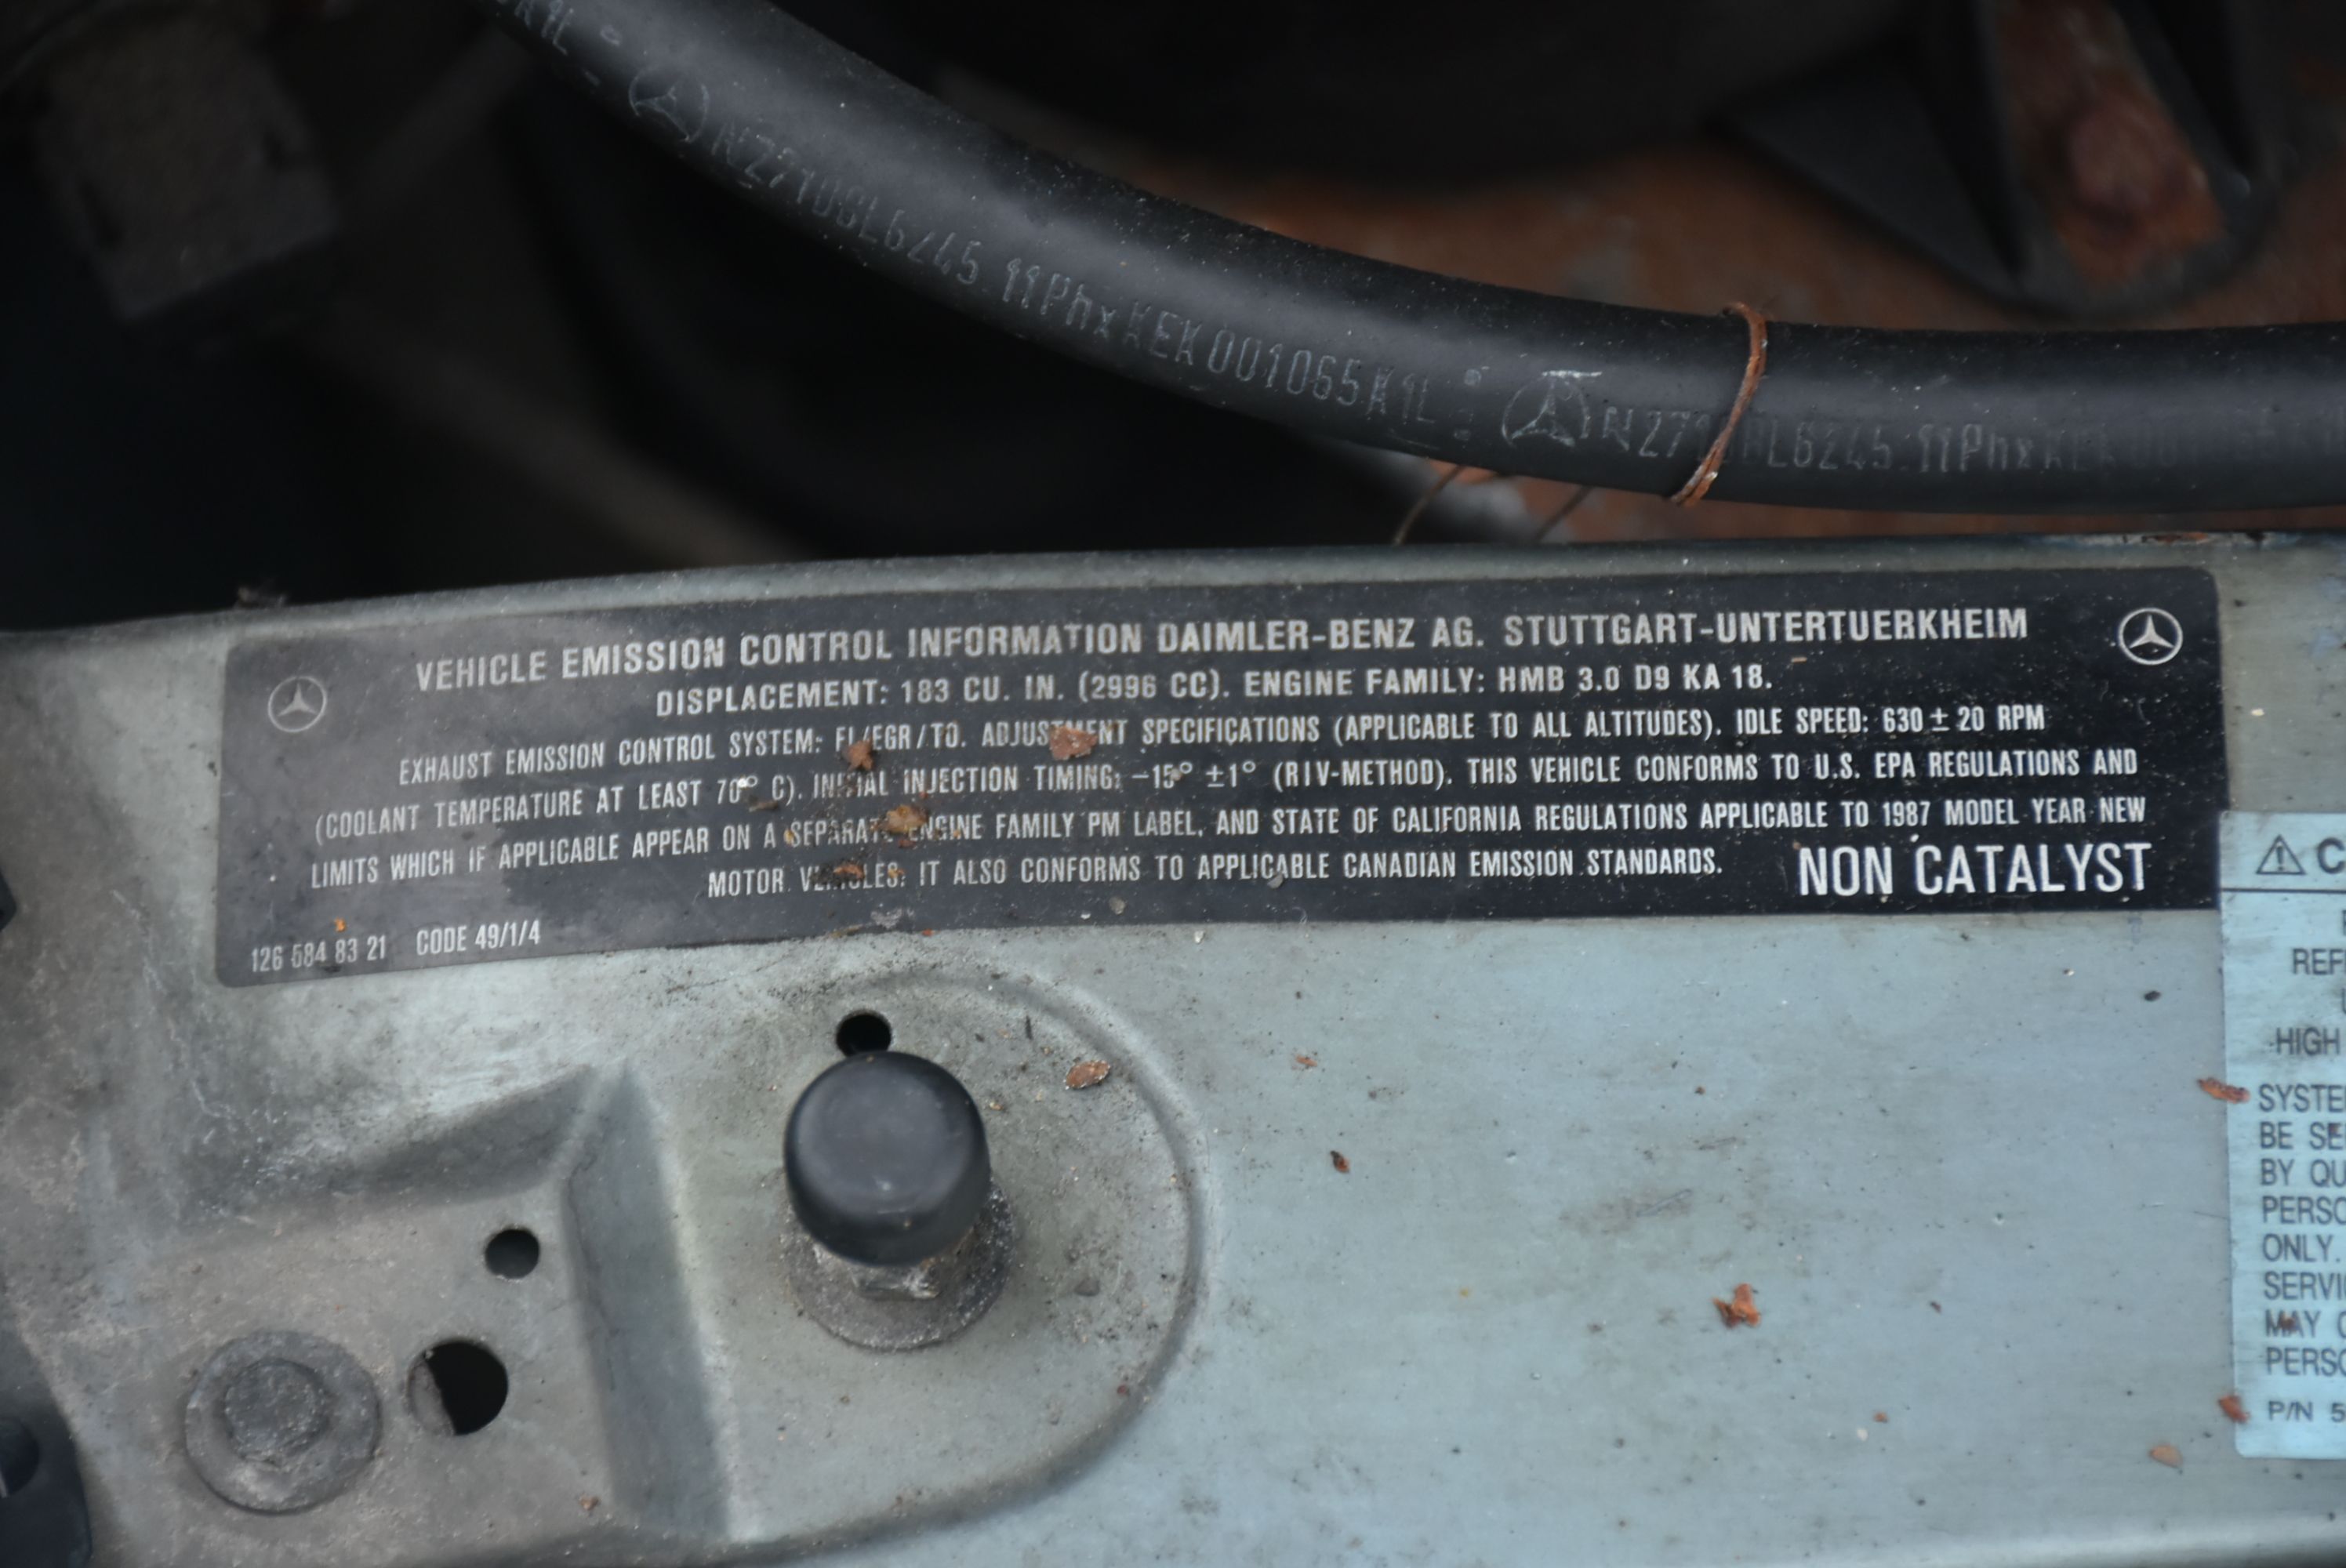 K1L
N27100L6245.11PhxKEK001065K1L
L6245.11Phx
VEHICLE EMISSION CONTROL INFORMATION DAIMLER-BENZ AG. STUTTGART-UNTERTUERKHEIM
DISPLACEMENT: 183 CU. IN. (2996 CC). ENGINE FAMILY: HMB 3.0 D9 KA 18.
EXHAUST EMISSION CONTROL SYSTEM: FI/EGR/TO. ADJUSTMENT SPECIFICATIONS (APPLICABLE TO ALL ALTITUDES). IDLE SPEED: 630 ± 20 RPM
(COOLANT TEMPERATURE AT LEAST 70° C). INITIAL INJECTION TIMING: –15° ±1° (RIV-METHOD). THIS VEHICLE CONFORMS TO U.S. EPA REGULATIONS AND
LIMITS WHICH IF APPLICABLE APPEAR ON A SEPARATE ENGINE FAMILY PM LABEL, AND STATE OF CALIFORNIA REGULATIONS APPLICABLE TO 1987 MODEL YEAR NEW
MOTOR VEHICLES. IT ALSO CONFORMS TO APPLICABLE CANADIAN EMISSION STANDARDS. NON CATALYST
126 584 83 21 CODE 49/1/4
C
REF
HIGH
SYSTE
BE SE
BY QU
PERSO
ONLY.
SERVI
MAY
PERSO
P/N 5